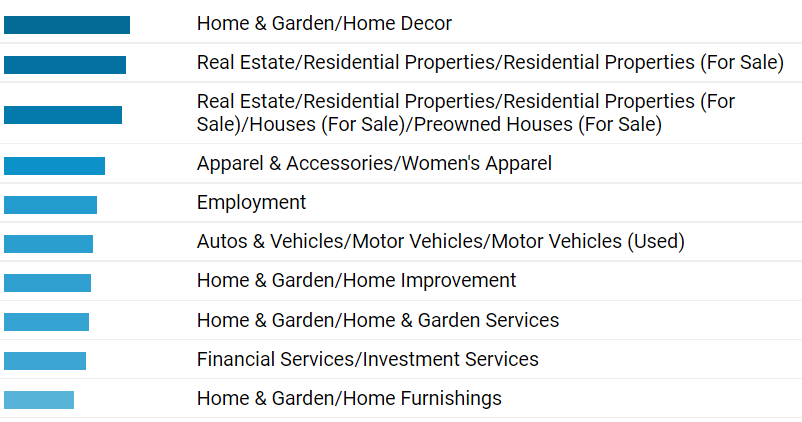 Home & Garden/Home Decor
Real Estate/Residential Properties/Residential Properties (For Sale)
Real Estate/Residential Properties/Residential Properties (For
Sale)/Houses (For Sale)/Preowned Houses (For Sale)
Apparel & Accessories/Women's Apparel
Employment
Autos & Vehicles/Motor Vehicles/Motor Vehicles (Used)
Home & Garden/Home Improvement
Home & Garden/Home & Garden Services
Financial Services/Investment Services
Home & Garden/Home Furnishings